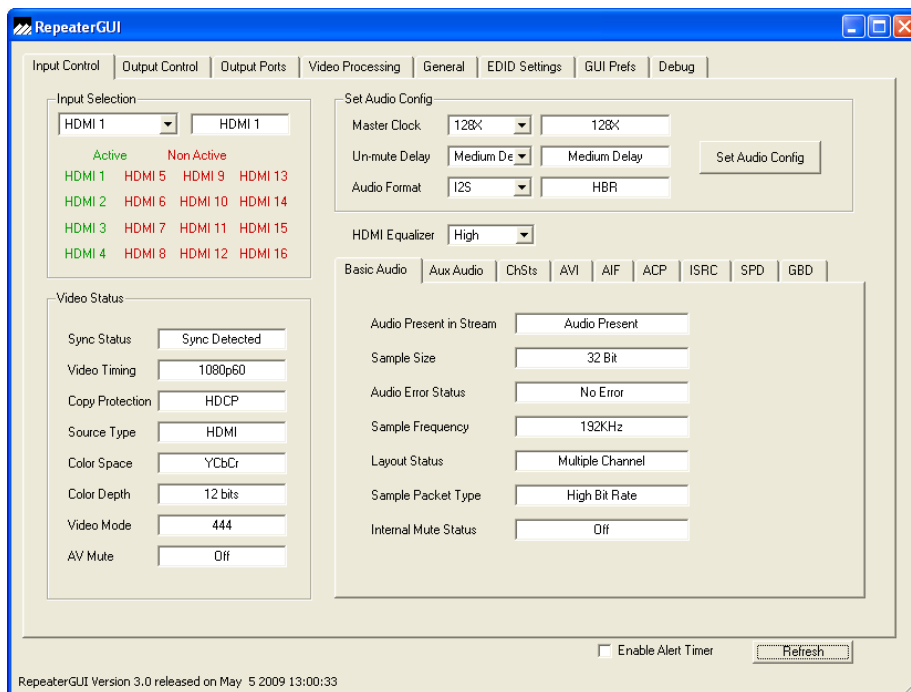 RepeaterGUI
Input Control Output Control Output Ports Video Processing General EDID Settings GUI Prefs Debug
Input Selection
HDMI 1 HDMI 1
Active Non Active
HDMI 1 HDMI 5 HDMI 9 HDMI 13
HDMI 2 HDMI 6 HDMI 10 HDMI 14
HDMI 3 HDMI 7 HDMI 11 HDMI 15
HDMI 4 HDMI 8 HDMI 12 HDMI 16
Video Status
Sync Status Sync Detected
Video Timing 1080p60
Copy Protection HDCP
Source Type HDMI
Color Space YCbCr
Color Depth 12 bits
Video Mode 444
AV Mute Off
Set Audio Config
Master Clock 128X 128X
Un-mute Delay Medium De Medium Delay
Set Audio Config
Audio Format I2S HBR
HDMI Equalizer High
Basic Audio Aux Audio ChSts AVI AIF ACP ISRC SPD GBD
Audio Present in Stream Audio Present
Sample Size 32 Bit
Audio Error Status No Error
Sample Frequency 192KHz
Layout Status Multiple Channel
Sample Packet Type High Bit Rate
Internal Mute Status Off
Enable Alert Timer Refresh
RepeaterGUI Version 3.0 released on May 5 2009 13:00:33